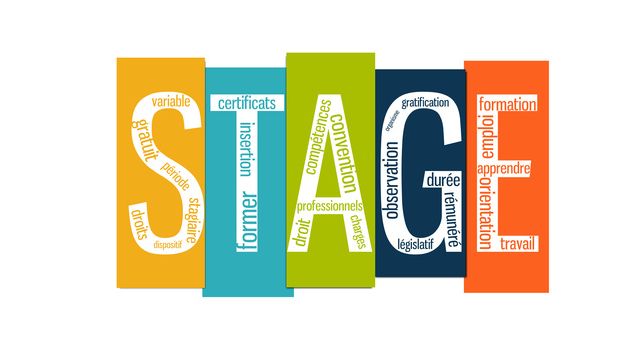 STAGE
variable
gratuit
période
stagiaire
droits
dispositif
certificats
insertion
former
compétences
convention
professionnels
droit
charges
gratification
organisme
observation
durée
rémunéré
législatif
formation
emploi
apprendre
orientation
travail